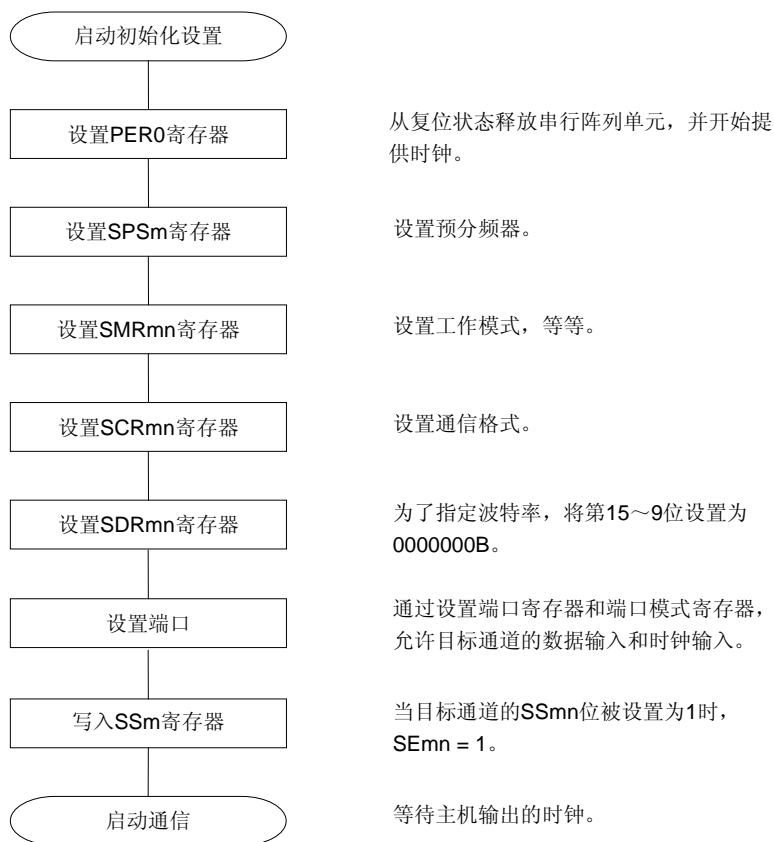 启动初始化设置
设置PER0寄存器
从复位状态释放串行阵列单元，并开始提
供时钟。
设置SPSm寄存器
设置预分频器。
设置SMRmn寄存器
设置工作模式，等等。
设置SCRmn寄存器
设置通信格式。
设置SDRmn寄存器
为了指定波特率，将第15～9位设置为
0000000B。
设置端口
通过设置端口寄存器和端口模式寄存器，
允许目标通道的数据输入和时钟输入。
写入SSm寄存器
当目标通道的SSmn位被设置为1时，
SEmn = 1。
启动通信
等待主机输出的时钟。